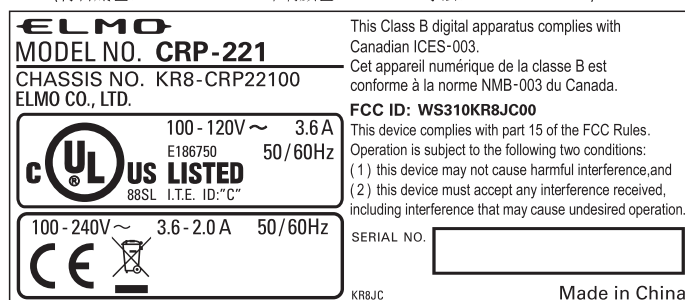 ELMO
MODEL NO. CRP-221
CHASSIS NO. KR8-CRP22100
ELMO CO., LTD.
100-120V~ 3.6A
E186750 50/60Hz
C UL US LISTED
®
88SL I.T.E. ID:"C"
100-240V~ 3.6-2.0A 50/60Hz
CE
This Class B digital apparatus complies with
Canadian ICES-003.
Cet appareil numérique de la classe B est
conforme à la norme NMB-003 du Canada.
FCC ID: WS310KR8JC00
This device complies with part 15 of the FCC Rules.
Operation is subject to the following two conditions:
(1) this device may not cause harmful interference,and
(2) this device must accept any interference received,
including interference that may cause undesired operation.
SERIAL NO.
KR8JC Made in China